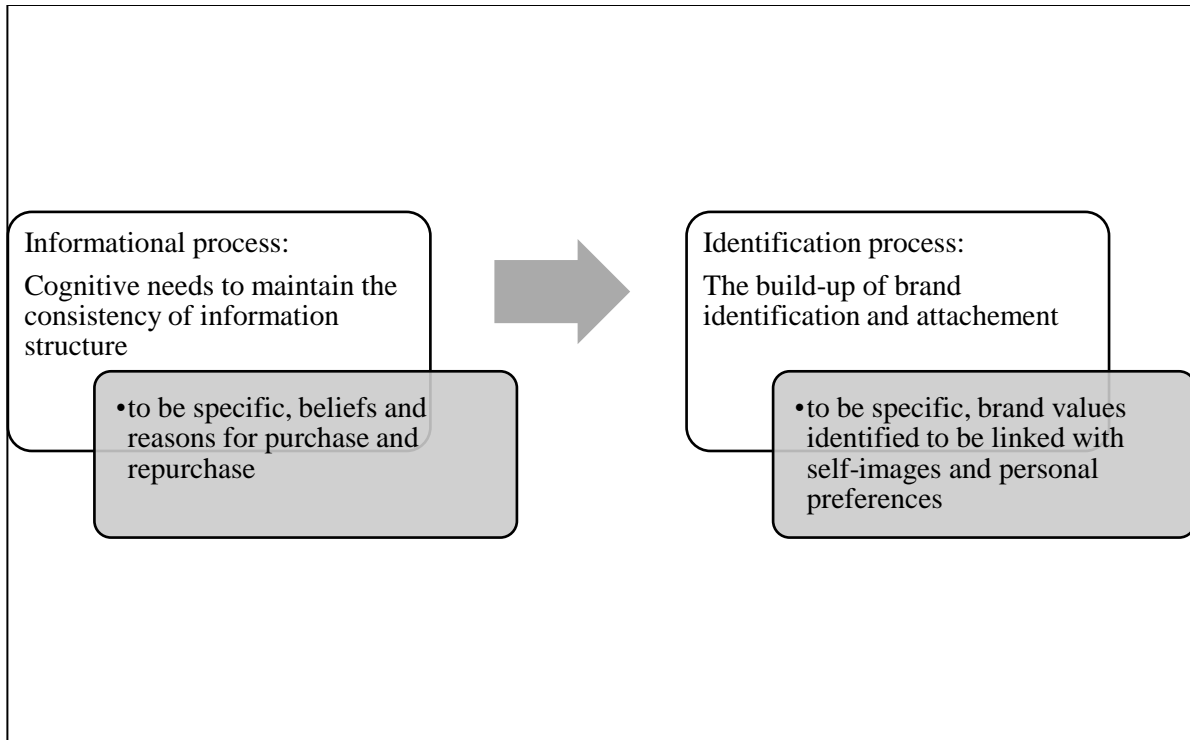 Informational process:
Cognitive needs to maintain the
consistency of information
structure
•to be specific, beliefs and
reasons for purchase and
repurchase
Identification process:
The build-up of brand
identification and attachement
•to be specific, brand values
identified to be linked with
self-images and personal
preferences